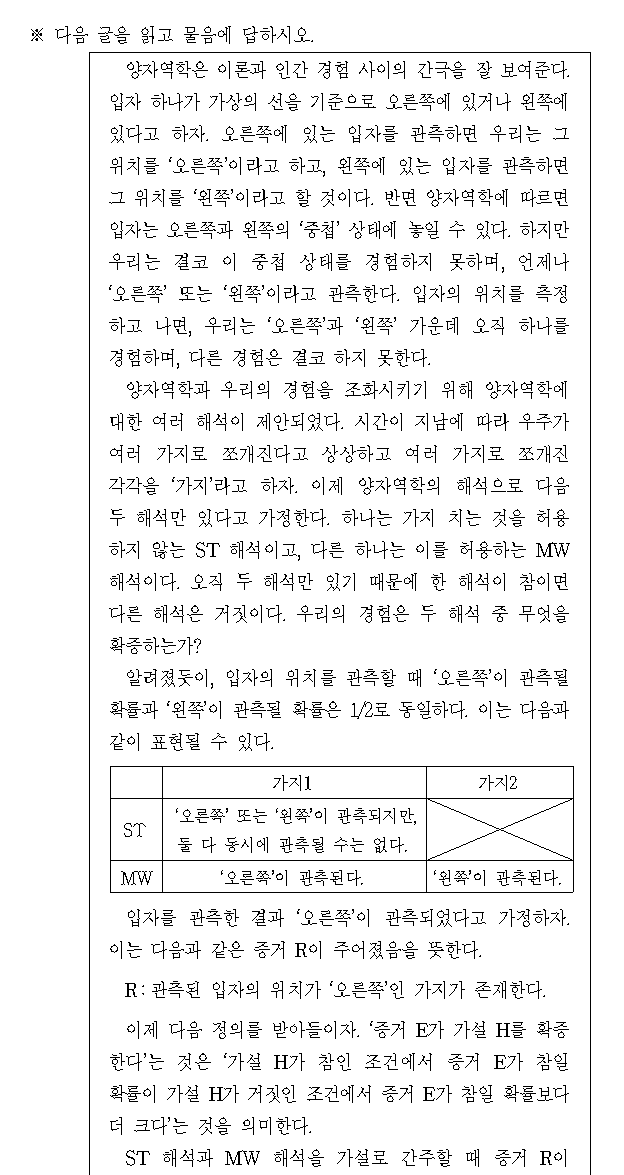 ※ 다음 글을 읽고 물음에 답하시오.
양자역학은 이론과 인간 경험 사이의 간극을 잘 보여준다.
입자 하나가 가상의 선을 기준으로 오른쪽에 있거나 왼쪽에
있다고 하자. 오른쪽에 있는 입자를 관측하면 우리는 그
위치를 ‘오른쪽’이라고 하고, 왼쪽에 있는 입자를 관측하면
그 위치를 ‘왼쪽’이라고 할 것이다. 반면 양자역학에 따르면
입자는 오른쪽과 왼쪽의 ‘중첩’ 상태에 놓일 수 있다. 하지만
우리는 결코 이 중첩 상태를 경험하지 못하며, 언제나
‘오른쪽’ 또는 ‘왼쪽’이라고 관측한다. 입자의 위치를 측정
하고 나면, 우리는 ‘오른쪽’과 ‘왼쪽’ 가운데 오직 하나를
경험하며, 다른 경험은 결코 하지 못한다.
양자역학과 우리의 경험을 조화시키기 위해 양자역학에
대한 여러 해석이 제안되었다. 시간이 지남에 따라 우주가
여러 가지로 쪼개진다고 상상하고 여러 가지로 쪼개진
각각을 ‘가지’라고 하자. 이제 양자역학의 해석으로 다음
두 해석만 있다고 가정한다. 하나는 가지 치는 것을 허용
하지 않는 ST 해석이고, 다른 하나는 이를 허용하는 MW
해석이다. 오직 두 해석만 있기 때문에 한 해석이 참이면
다른 해석은 거짓이다. 우리의 경험은 두 해석 중 무엇을
확증하는가?
알려졌듯이, 입자의 위치를 관측할 때 ‘오른쪽’이 관측될
확률과 ‘왼쪽’이 관측될 확률은 1/2로 동일하다. 이는 다음과
같이 표현될 수 있다.
가지1 가지2
‘오른쪽’ 또는 ‘왼쪽’이 관측되지만,
ST
둘 다 동시에 관측될 수는 없다.
MW ‘오른쪽’이 관측된다. ‘왼쪽’이 관측된다.
입자를 관측한 결과 ‘오른쪽’이 관측되었다고 가정하자.
이는 다음과 같은 증거 R이 주어졌음을 뜻한다.
R: 관측된 입자의 위치가 ‘오른쪽’인 가지가 존재한다.
이제 다음 정의를 받아들이자. ‘증거 E가 가설 H를 확증
한다’는 것은 ‘가설 H가 참인 조건에서 증거 E가 참일
확률이 가설 H가 거짓인 조건에서 증거 E가 참일 확률보다
더 크다’는 것을 의미한다.
ST 해석과 MW 해석을 가설로 간주할 때 증거 R이